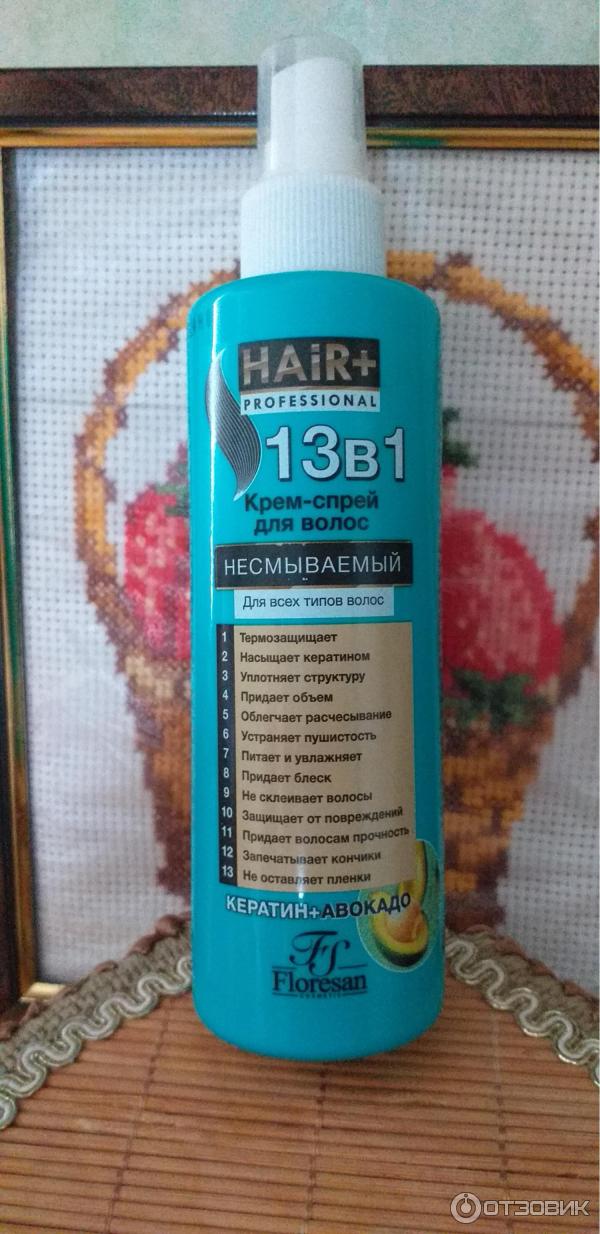 HAiR+
PROFESSIONAL
13в1
Крем-спрей
для волос
НЕСМЫВАЕМЫЙ
Для всех типов волос
1 Термозащищает
2 Насыщает кератином
3 Уплотняет структуру
4 Придает объем
5 Облегчает расчесывание
6 Устраняет пушистость
7 Питает и увлажняет
8 Придает блеск
9 Не склеивает волосы
10 Защищает от повреждений
11 Придает волосам прочность
12 Запечатывает кончики
13 Не оставляет пленки
КЕРАТИН+АВОКАДО
FS
Floresan
COSMETIC
ОТЗОВИК